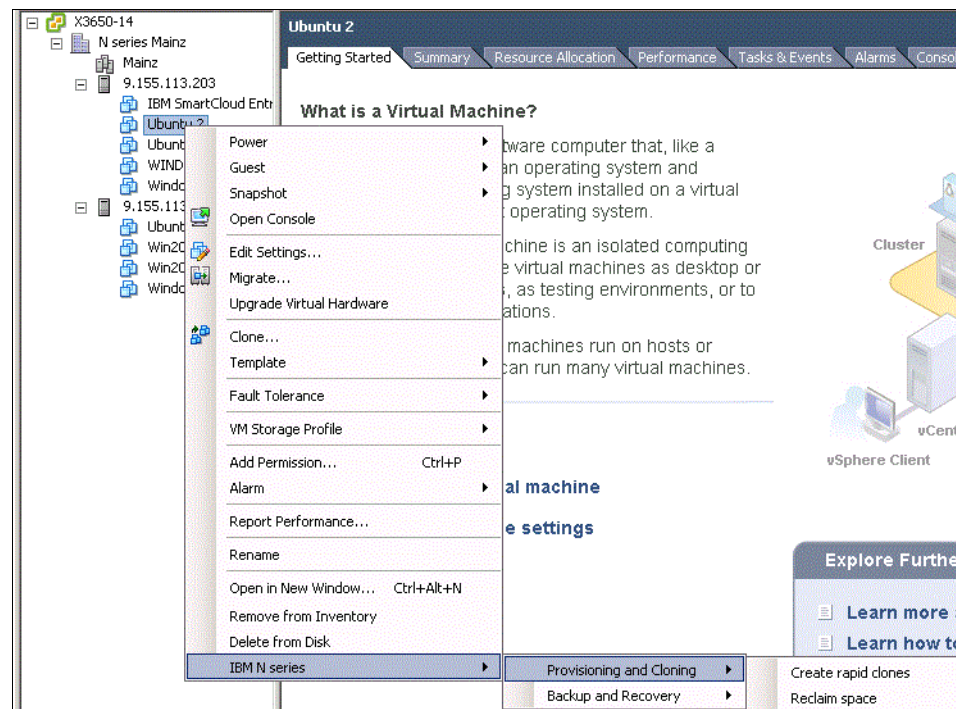 X3650-14
N series Mainz
Mainz
9.155.113.203
IBM SmartCloud Entr
Ubuntu 2
Ubunt
WIND
Windo
9.155.113
Ubunt
Win20
Win20
Windo
Ubuntu 2
Getting Started Summary Resource Allocation Performance Tasks & Events Alarms Conso
What is a Virtual Machine?
tware computer that, like a
an operating system and
g system installed on a virtual
t operating system.
chine is an isolated computing
e virtual machines as desktop or
s, as testing environments, or to
ations.
machines run on hosts or
can run many virtual machines.
al machine
e settings
Cluster
vCent
vSphere Client
Explore Furthe
Learn more
Learn how to
Power
Guest
Snapshot
Open Console
Edit Settings...
Migrate...
Upgrade Virtual Hardware
Clone...
Template
Fault Tolerance
VM Storage Profile
Add Permission... Ctrl+P
Alarm
Report Performance...
Rename
Open in New Window... Ctrl+Alt+N
Remove from Inventory
Delete from Disk
IBM N series
Provisioning and Cloning
Backup and Recovery
Create rapid clones
Reclaim space